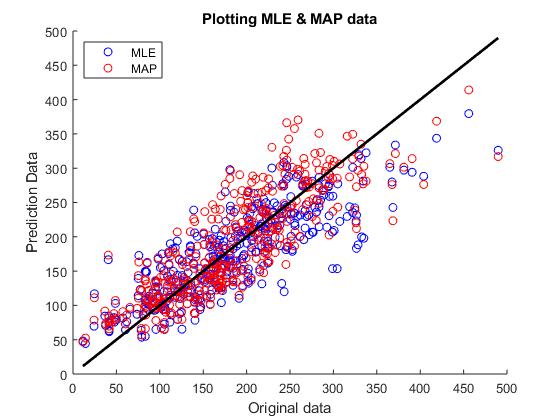 Plotting MLE & MAP data
500
450
400
350
300
250
200
150
100
50
0
MLE
MAP
Prediction Data
0 50 100 150 200 250 300 350 400 450 500
Original data